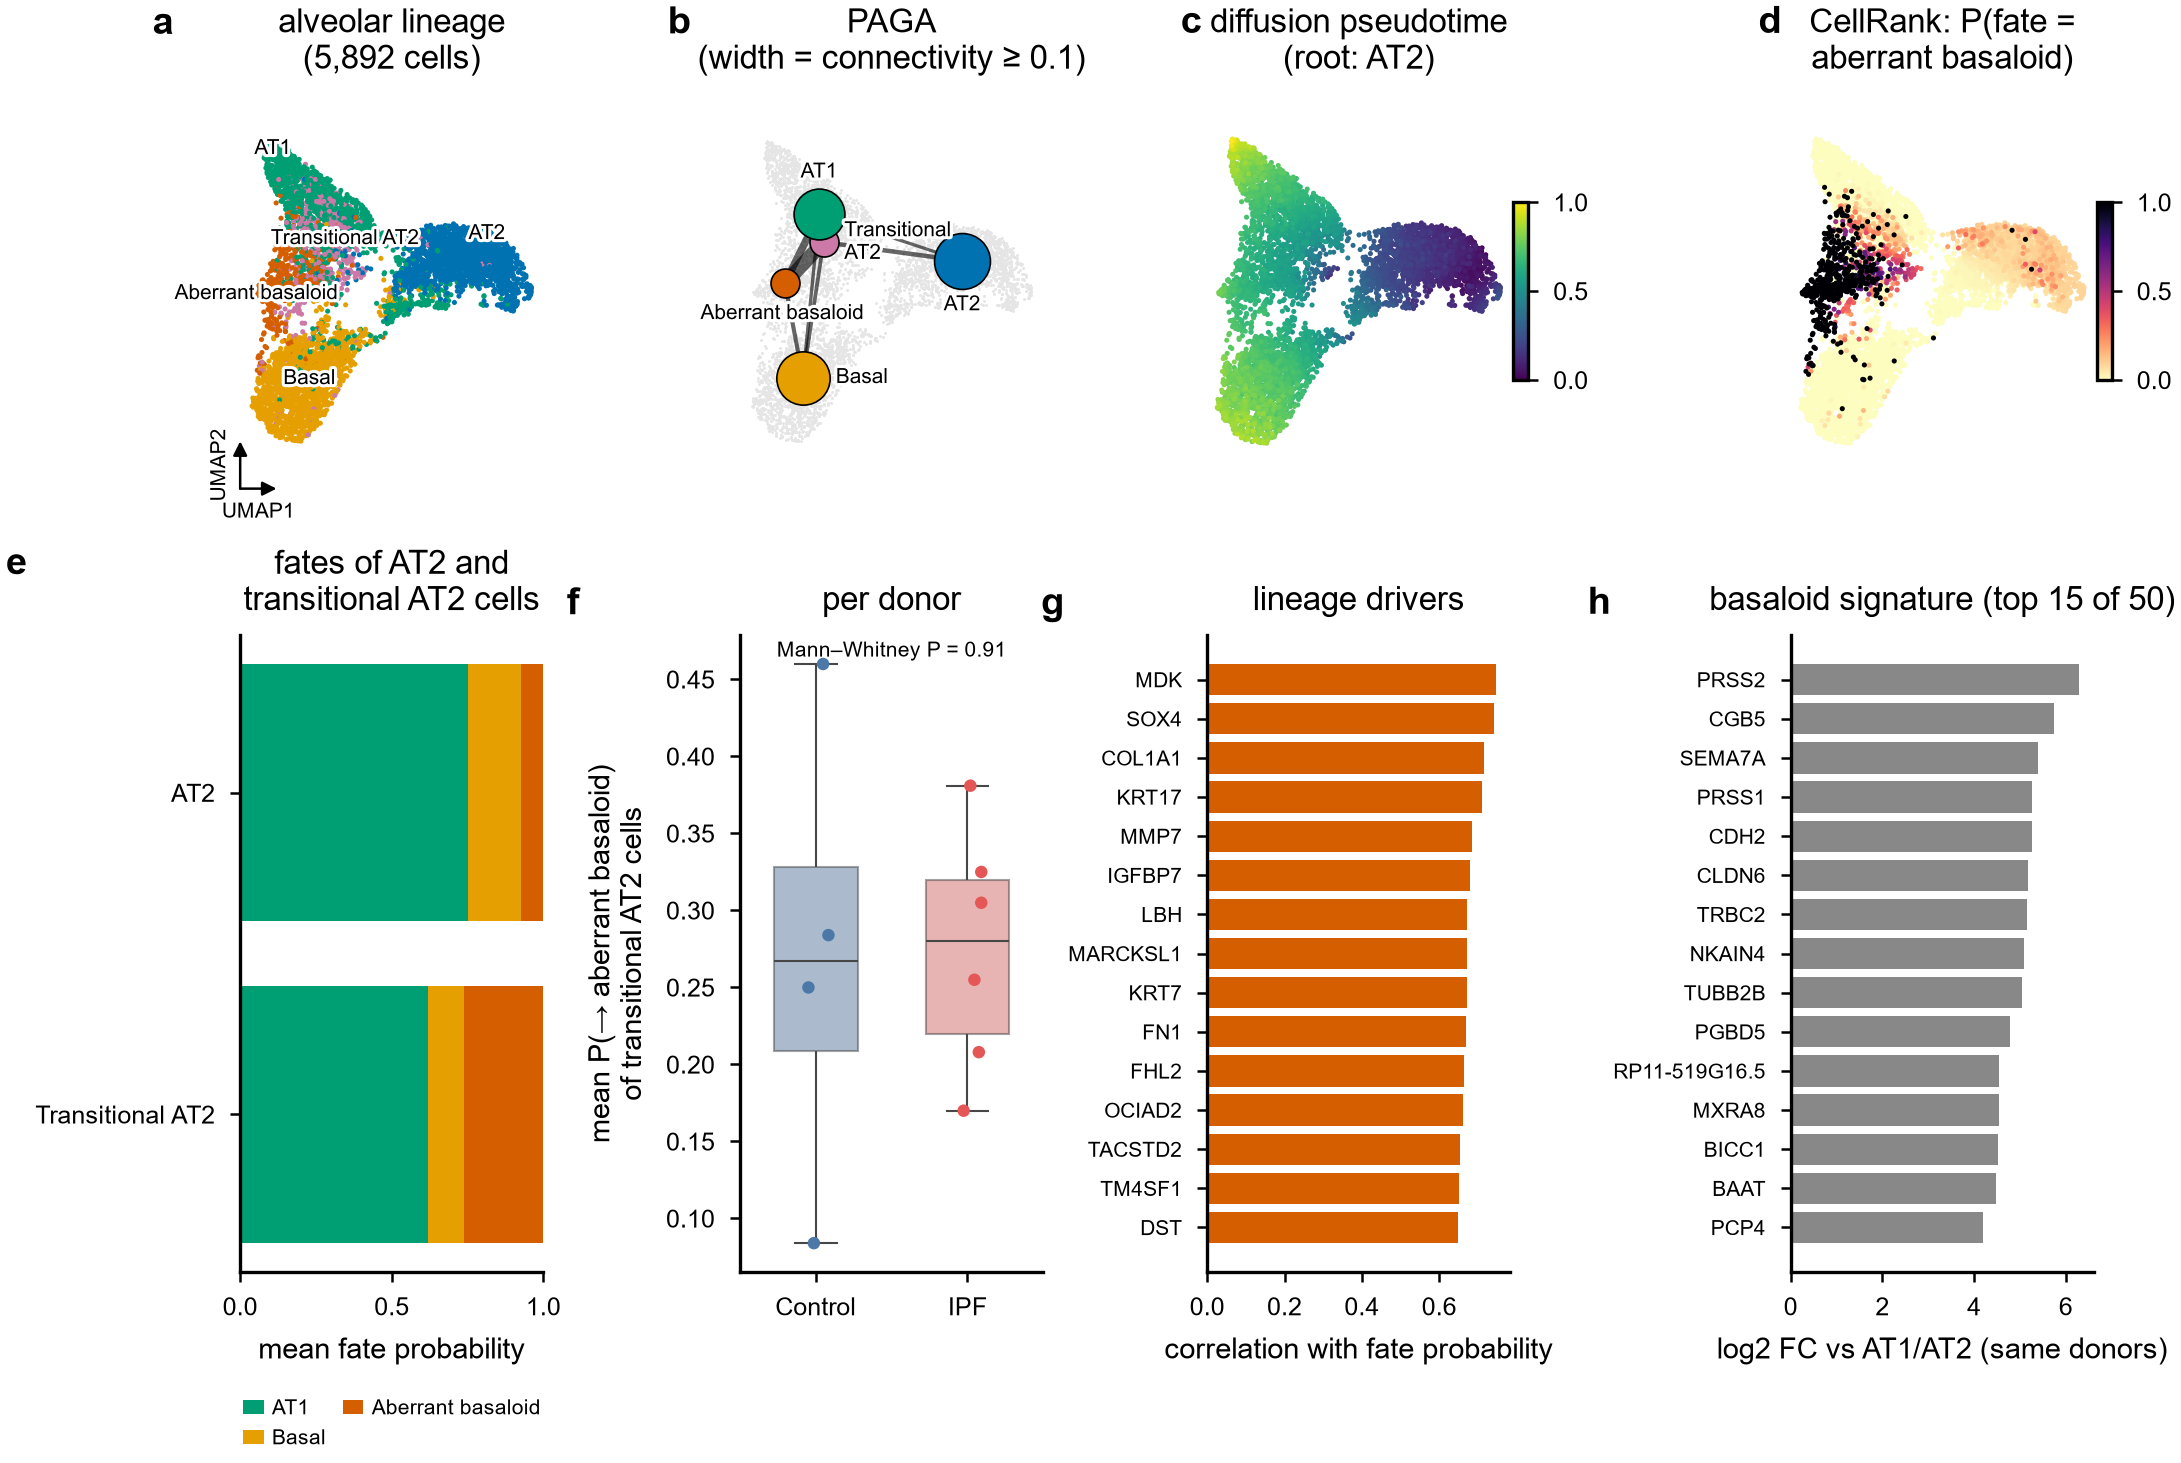 a
alveolar lineage
(5,892 cells)
AT1
Transitional AT2
AT2
Aberrant basaloid
Basal
UMAP2
UMAP1
b
PAGA
(width = connectivity ≥ 0.1)
AT1
Transitional
AT2
AT2
Aberrant basaloid
Basal
c
diffusion pseudotime
(root: AT2)
1.0
0.5
0.0
d
CellRank: P(fate =
aberrant basaloid)
1.0
0.5
0.0
e
fates of AT2 and
transitional AT2 cells
AT2
Transitional AT2
0.0
0.5
1.0
mean fate probability
AT1
Aberrant basaloid
Basal
f
per donor
Mann–Whitney P = 0.91
mean P(→ aberrant basaloid)
of transitional AT2 cells
0.45
0.40
0.35
0.30
0.25
0.20
0.15
0.10
Control
IPF
g
lineage drivers
MDK
SOX4
COL1A1
KRT17
MMP7
IGFBP7
LBH
MARCKSL1
KRT7
FN1
FHL2
OCIAD2
TACSTD2
TM4SF1
DST
0.0
0.2
0.4
0.6
correlation with fate probability
h
basaloid signature (top 15 of 50)
PRSS2
CGB5
SEMA7A
PRSS1
CDH2
CLDN6
TRBC2
NKAIN4
TUBB2B
PGBD5
RP11-519G16.5
MXRA8
BICC1
BAAT
PCP4
0
2
4
6
log2 FC vs AT1/AT2 (same donors)